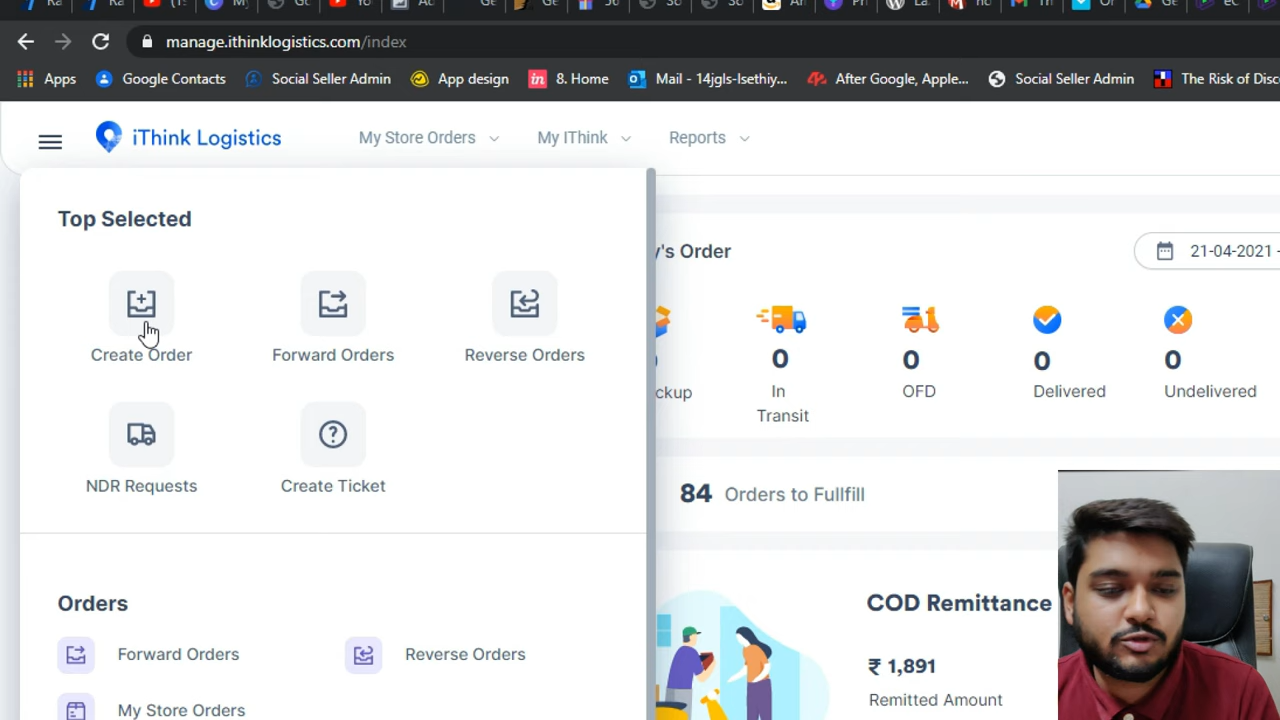 manage.ithinklogistics.com/index
Apps Google Contacts Social Seller Admin App design 8. Home Mail - 14jgls-lsethiy... After Google, Apple... Social Seller Admin The Risk of Disc
iThink Logistics My Store Orders My IThink Reports
Top Selected
y's Order 21-04-2021 -
Create Order Forward Orders Reverse Orders
0 0 0 0
ckup In Transit OFD Delivered Undelivered
NDR Requests Create Ticket
84 Orders to Fullfill
Orders
COD Remittance
Forward Orders Reverse Orders
₹ 1,891
Remitted Amount
My Store Orders